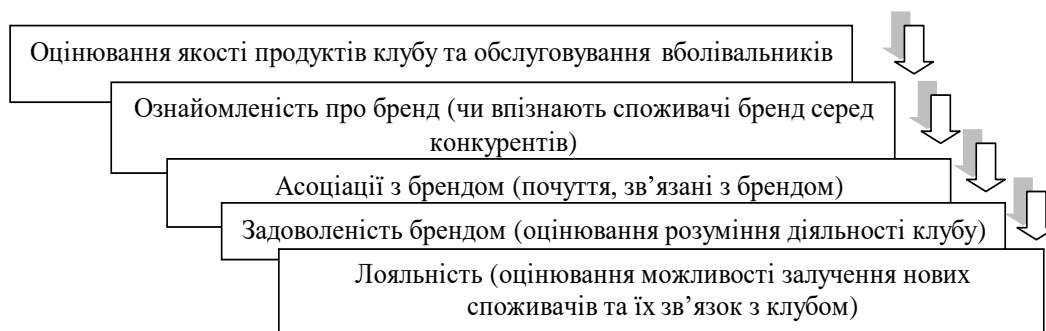 Оцінювання якості продуктів клубу та обслуговування вболівальників
Ознайомленість про бренд (чи впізнають споживачі бренд серед
конкурентів)
Асоціації з брендом (почуття, зв’язані з брендом)
Задоволеність брендом (оцінювання розуміння діяльності клубу)
Лояльність (оцінювання можливості залучення нових
споживачів та їх зв’язок з клубом)